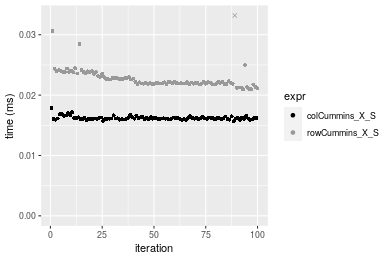 0.03
0.02
0.01
0.00
time (ms)
0
25
50
75
100
iteration
expr
colCummins_X_S
rowCummins_X_S